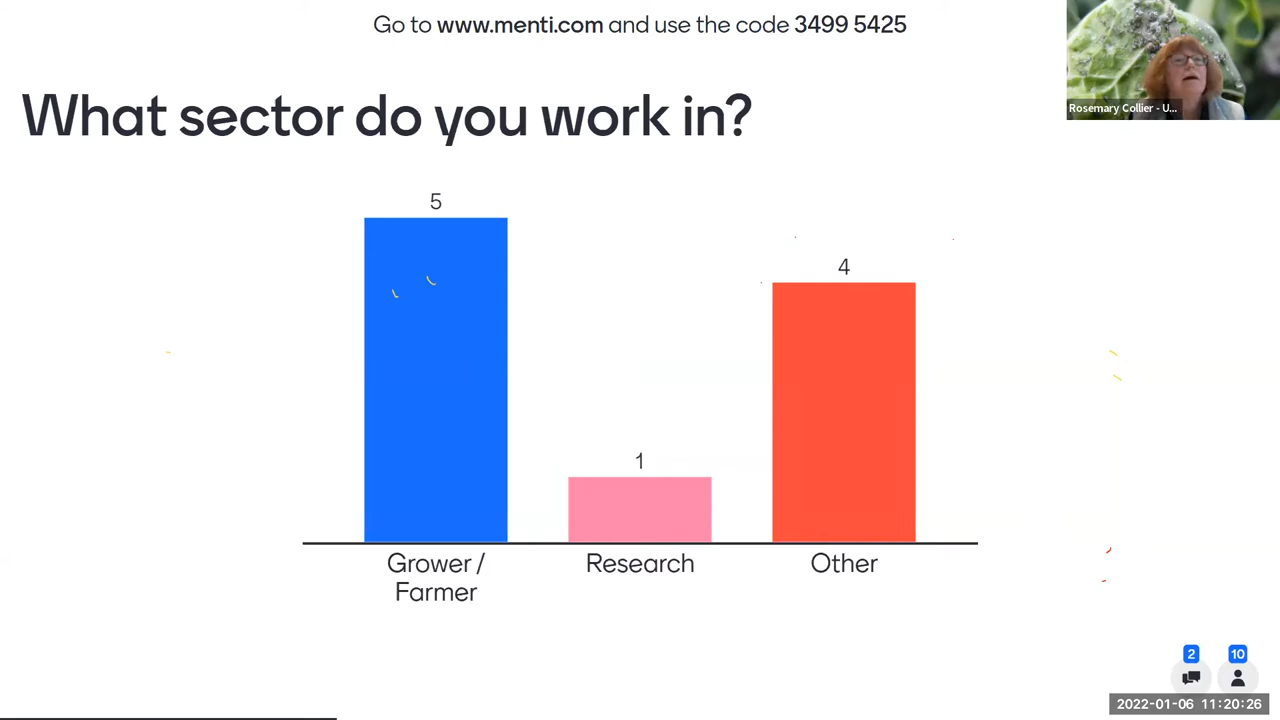 Go to www.menti.com and use the code 3499 5425
Rosemary Collier - U...
What sector do you work in?
5
1
4
Grower / Farmer
Research
Other
2
10
2022-01-06 11:20:26